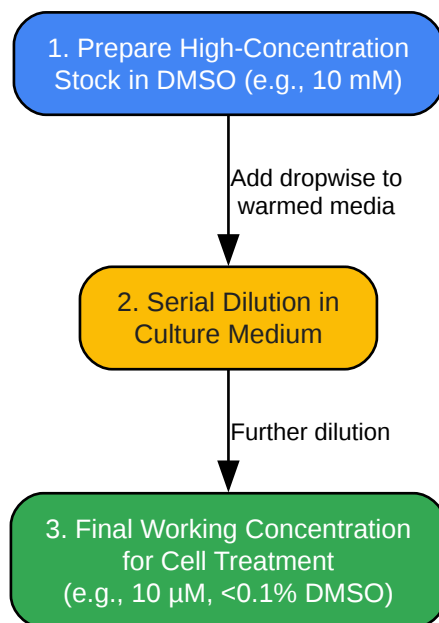 1. Prepare High-Concentration
Stock in DMSO (e.g., 10 mM)
Add dropwise to
warmed media
2. Serial Dilution in
Culture Medium
Further dilution
3. Final Working Concentration
for Cell Treatment
(e.g., 10 µM, <0.1% DMSO)